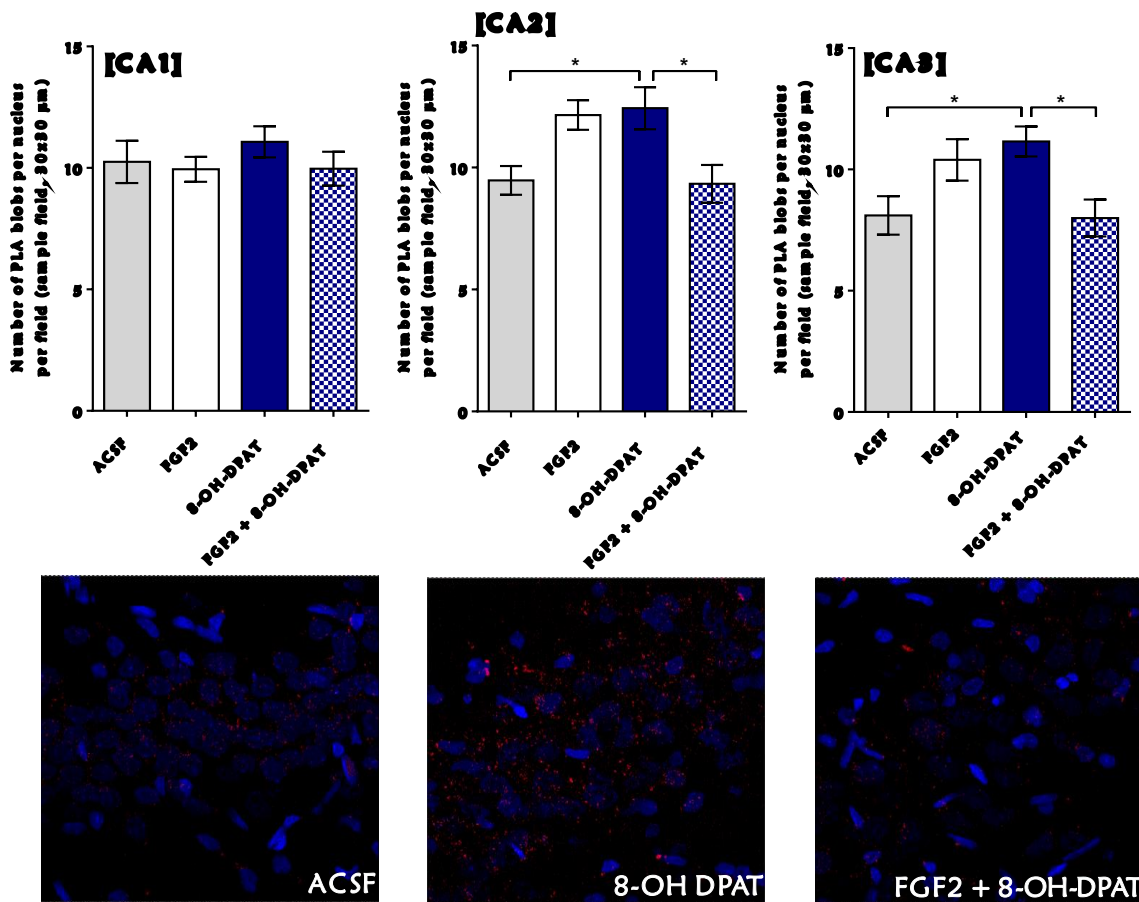 [CA1]
Number of PLA blobs per nucleus
per field (sample field, 30x30 µm)
15
10
5
0
ACSF
FGF2
8-OH-DPAT
FGF2 + 8-OH-DPAT
[CA2]
Number of PLA blobs per nucleus
per field (sample field, 30x30 µm)
15
10
5
0
*
*
ACSF
FGF2
8-OH-DPAT
FGF2 + 8-OH-DPAT
[CA3]
Number of PLA blobs per nucleus
per field (sample field, 30x30 µm)
15
10
5
0
*
*
ACSF
FGF2
8-OH-DPAT
FGF2 + 8-OH-DPAT
ACSF
8-OH DPAT
FGF2 + 8-OH-DPAT